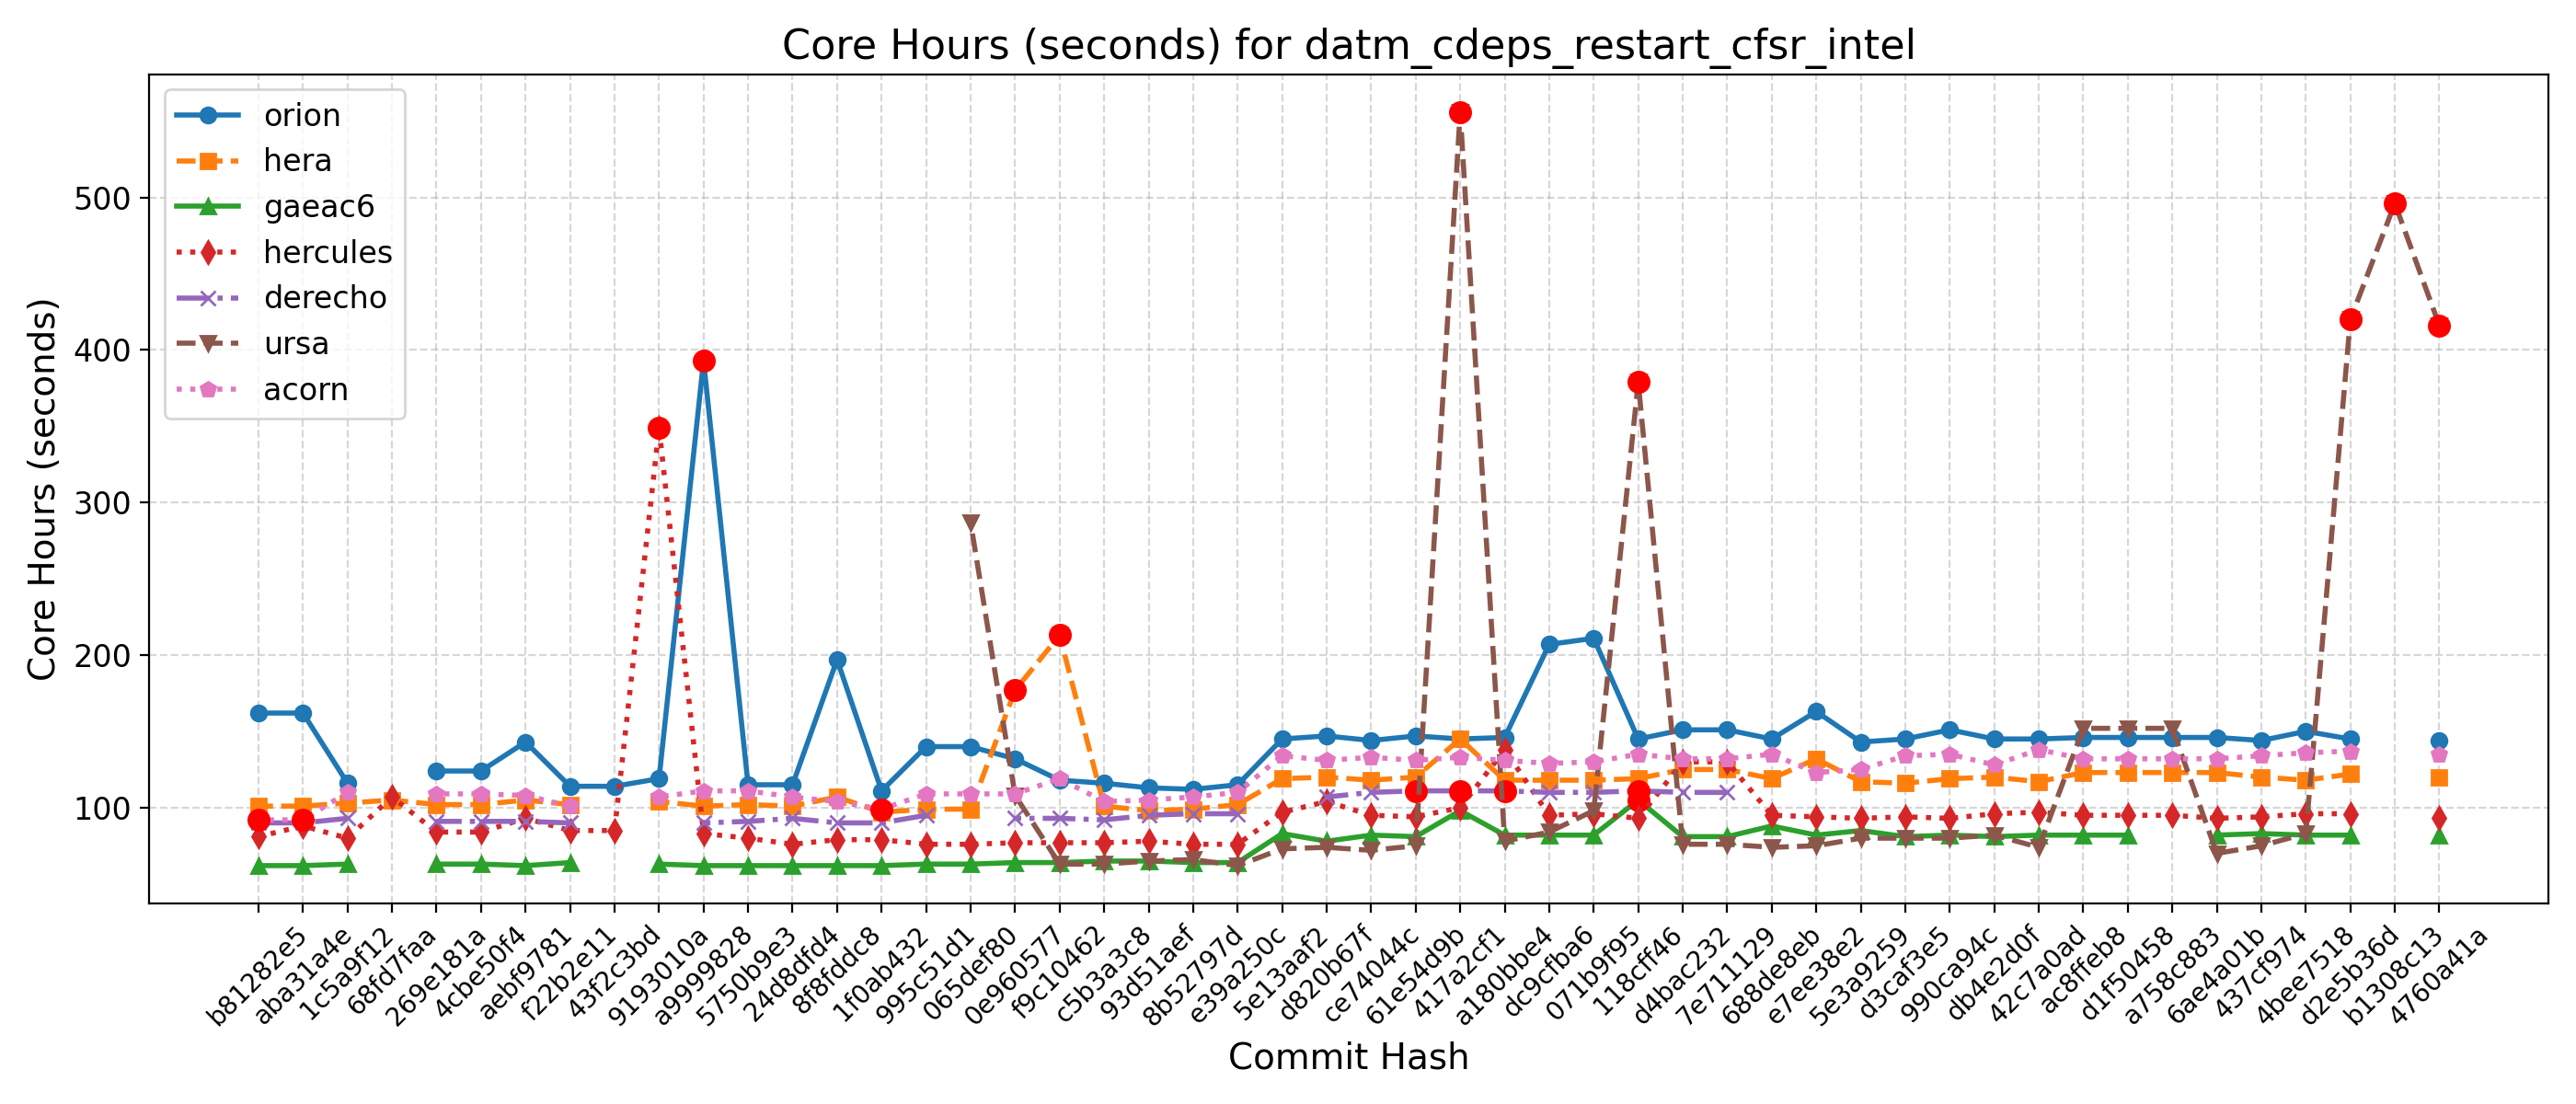 Core Hours (seconds) for datm_cdeps_restart_cfsr_intel
orion
hera
gaeac6
hercules
derecho
ursa
acorn
Core Hours (seconds)
500
400
300
200
100
b81282e5
aba31a4e
1c5a9f12
68fd7faa
269e181a
4cbe50f4
aebf9781
f22b2e11
43f2c3bd
9193010a
a9999828
5750b9e3
24d8dfd4
8f8fddc8
1f0ab432
995c51d1
065def80
0e960577
f9c10462
c5b3a3c8
93d51aef
8b52797d
e39a250c
5e13aaf2
d820b67f
ce74044c
61e54d9b
417a2cf1
a180bbe4
dc9cfba6
071b9f95
118cff46
d4bac232
7e711129
688de8eb
e7ee38e2
5e3a9259
d3caf3e5
990ca94c
db4e2d0f
42c7a0ad
ac8ffeb8
d1f50458
a758c883
6ae4a01b
437cf974
4bee7518
d2e5b36d
b1308c13
4760a41a
Commit Hash